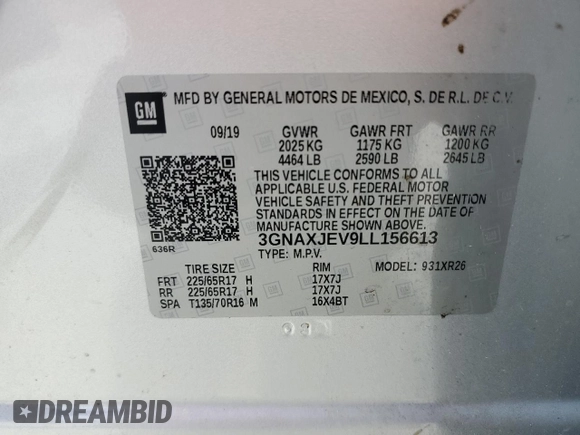 GM
MFD BY GENERAL MOTORS DE MEXICO, S. DE R.L. DE C.V.
09/19 GVWR GAWR FRT GAWR RR
2025 KG 1175 KG 1200 KG
4464 LB 2590 LB 2645 LB
THIS VEHICLE CONFORMS TO ALL
APPLICABLE U.S. FEDERAL MOTOR
VEHICLE SAFETY AND THEFT PREVENTION
STANDARDS IN EFFECT ON THE DATE OF
MANUFACTURE SHOWN ABOVE.
3GNAXJEV9LL156613
636R
TYPE: M.P.V.
TIRE SIZE RIM MODEL: 931XR26
FRT 225/65R17 H 17X7J
RR 225/65R17 H 17X7J
SPA T135/70R16 M 16X4BT
DREAMBID
DREAMBID